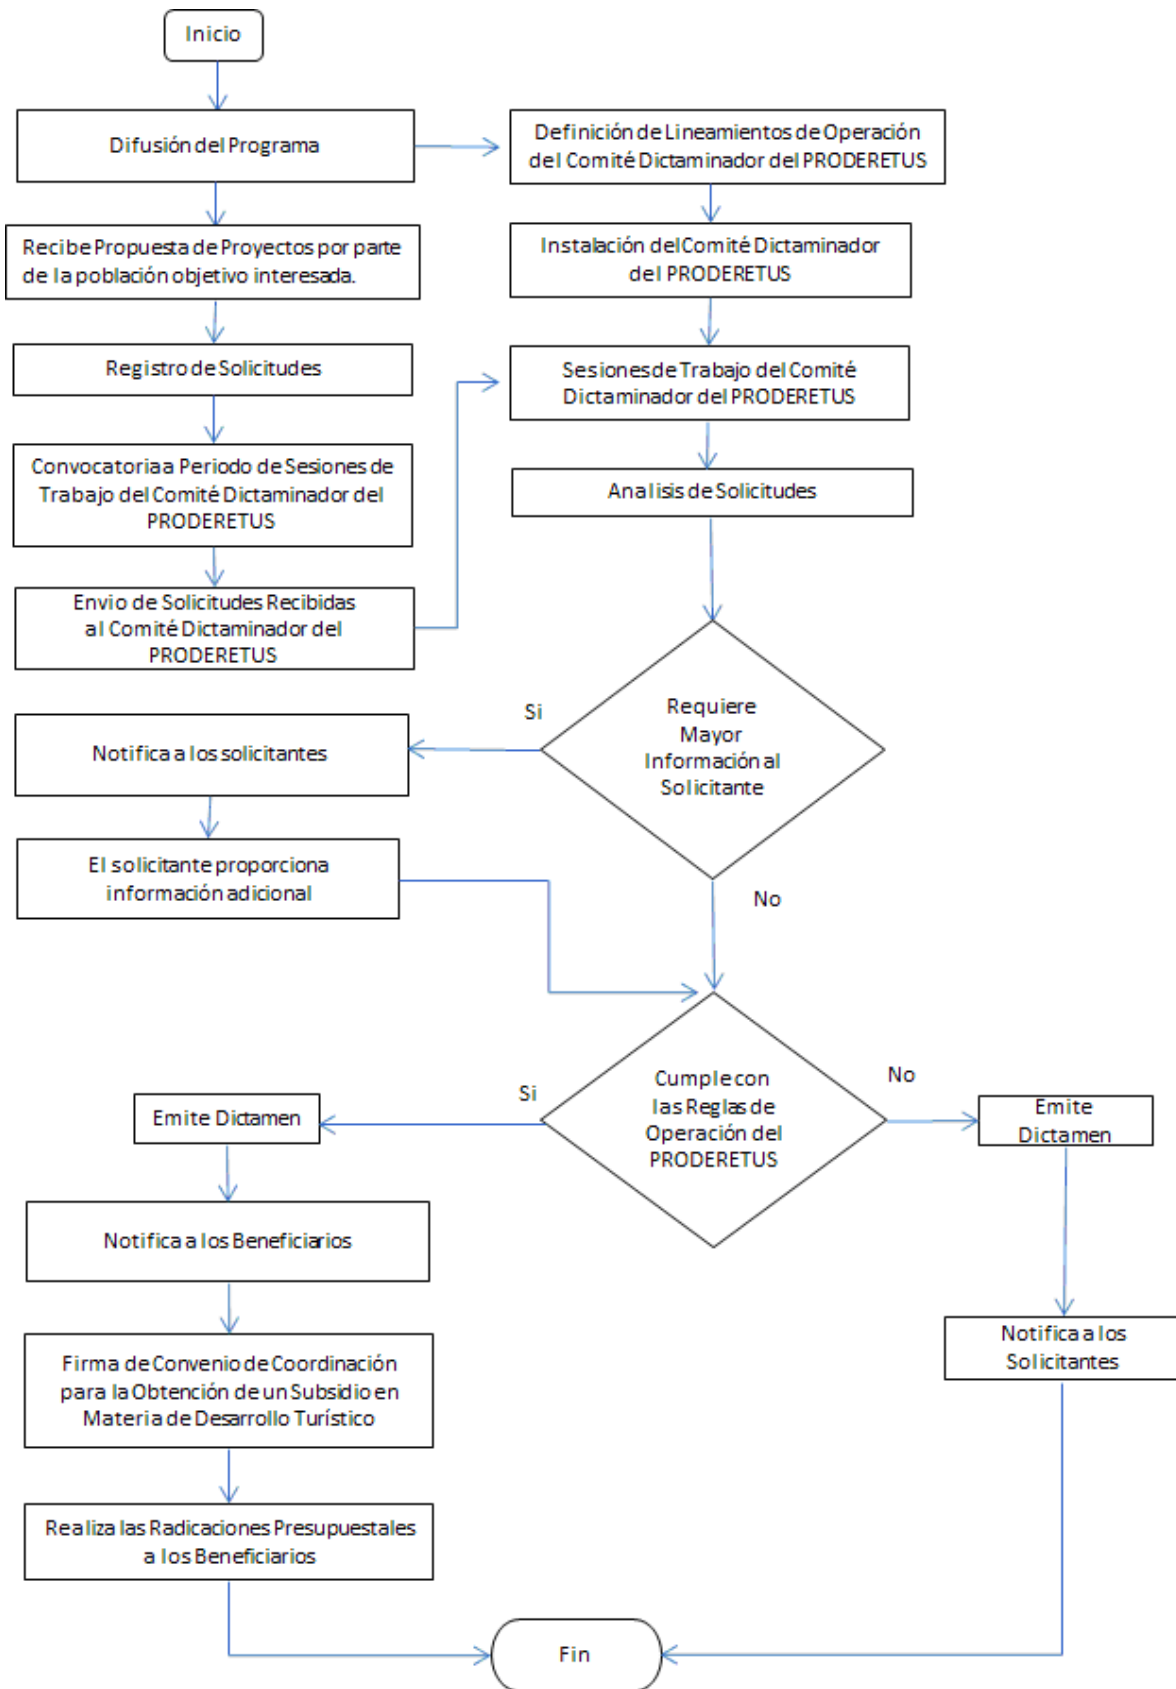 Inicio
Difusión del Programa
Definición de Lineamientos de Operación
del Comité Dictaminador del PRODERETUS
Recibe Propuesta de Proyectos por parte
de la población objetivo interesada.
Instalación del Comité Dictaminador
del PRODERETUS
Registro de Solicitudes
Sesiones de Trabajo del Comité
Dictaminador del PRODERETUS
Convocatoria a Periodo de Sesiones de
Trabajo del Comité Dictaminador del
PRODERETUS
Analisis de Solicitudes
Envio de Solicitudes Recibidas
al Comité Dictaminador del
PRODERETUS
Requiere
Mayor
Información al
Solicitante
Si
Notifica a los solicitantes
El solicitante proporciona
información adicional
No
Cumple con
las Reglas de
Operación del
PRODERETUS
Si
No
Emite Dictamen
Emite
Dictamen
Notifica a los Beneficiarios
Notifica a los
Solicitantes
Firma de Convenio de Coordinación
para la Obtención de un Subsidio en
Materia de Desarrollo Turístico
Realiza las Radicaciones Presupuestales
a los Beneficiarios
Fin